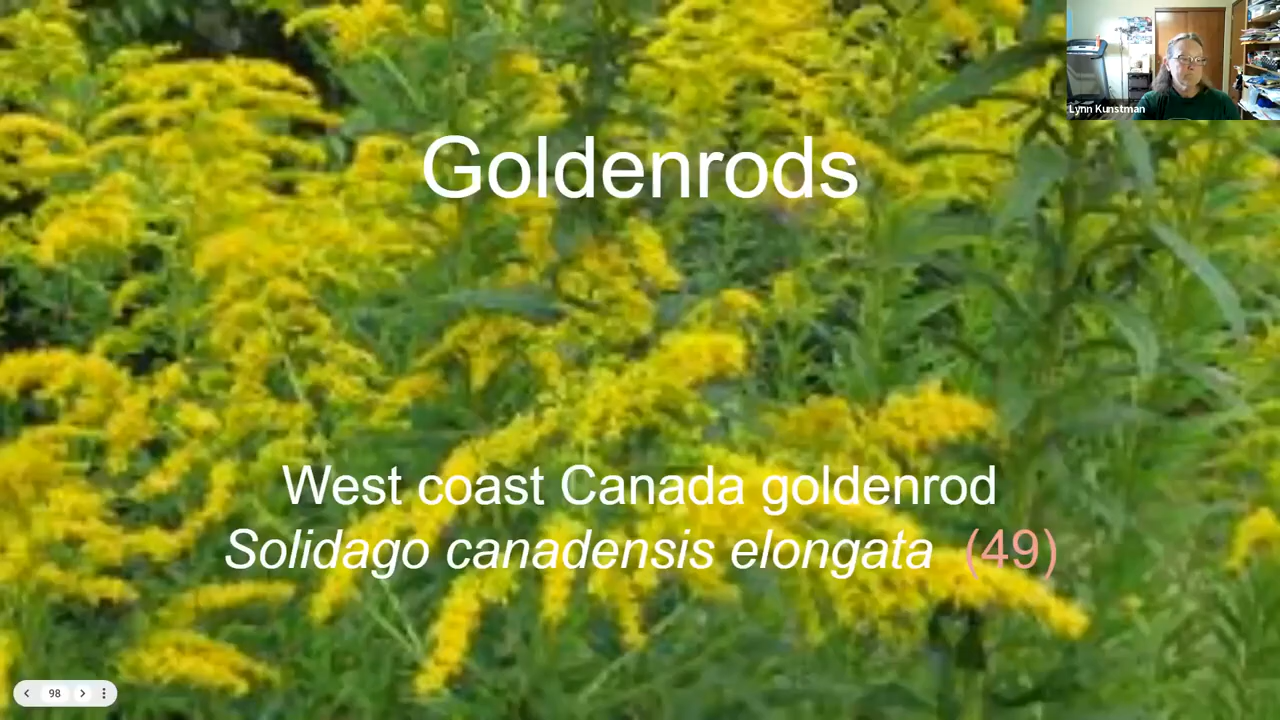 Lynn Kunstman
Goldenrods
West coast Canada goldenrod
Solidago canadensis elongata (49)
98